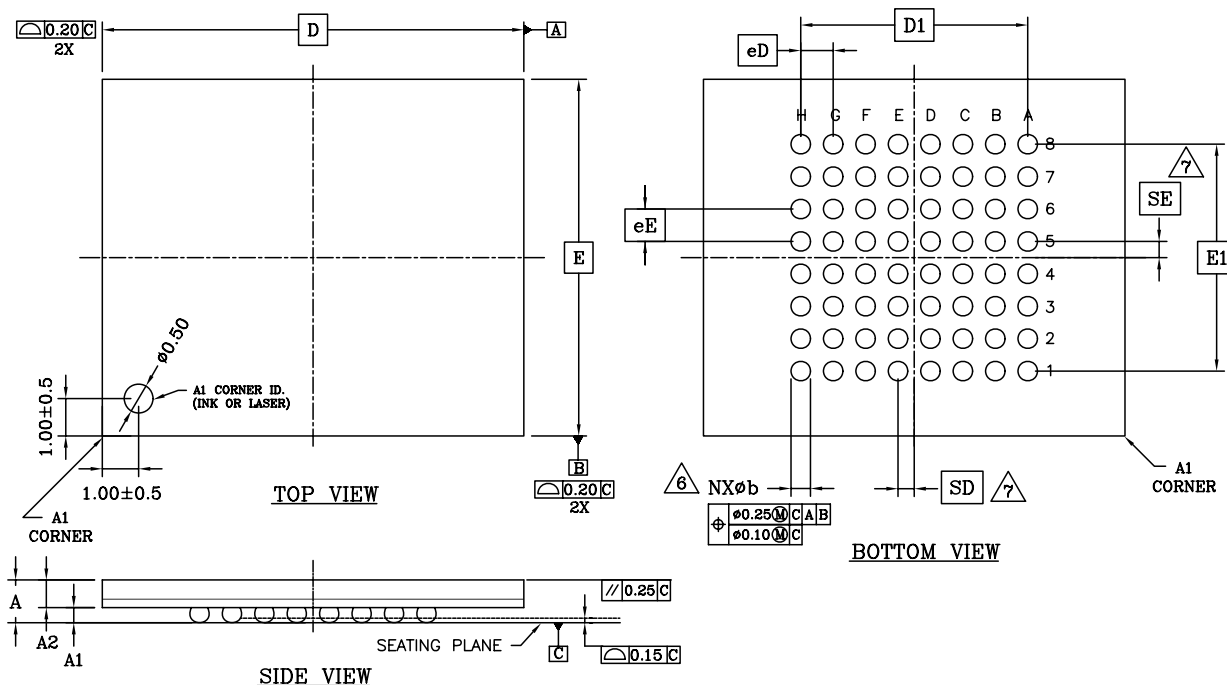 ⌓ 0.20 C
2X
D
A
E
ø0.50
A1 CORNER ID.
(INK OR LASER)
1.00±0.5
1.00±0.5
A1
CORNER
TOP VIEW
B
⌓ 0.20 C
2X
D1
eD
H G F E D C B A
8
7
6
5
4
3
2
1
7
SE
eE
E1
6 NXøb
SD 7
⌖ ø0.25Ⓜ C A B
ø0.10Ⓜ C
A1
CORNER
BOTTOM VIEW
A
A2
A1
// 0.25 C
SEATING PLANE
C
⌓ 0.15 C
SIDE VIEW